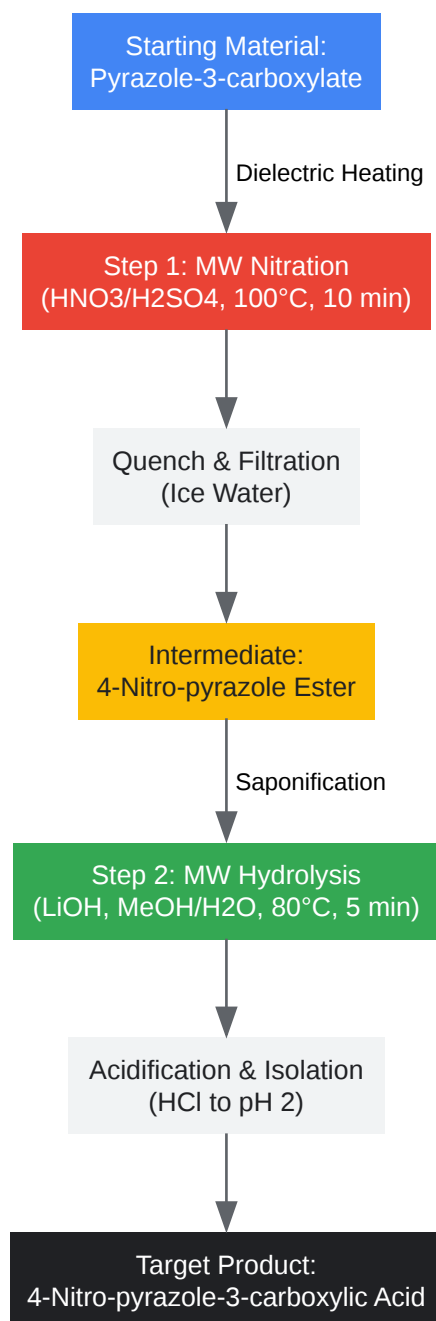 Starting Material:
Pyrazole-3-carboxylate
Dielectric Heating
Step 1: MW Nitration
(HNO3/H2SO4, 100°C, 10 min)
Quench & Filtration
(Ice Water)
Intermediate:
4-Nitro-pyrazole Ester
Saponification
Step 2: MW Hydrolysis
(LiOH, MeOH/H2O, 80°C, 5 min)
Acidification & Isolation
(HCl to pH 2)
Target Product:
4-Nitro-pyrazole-3-carboxylic Acid